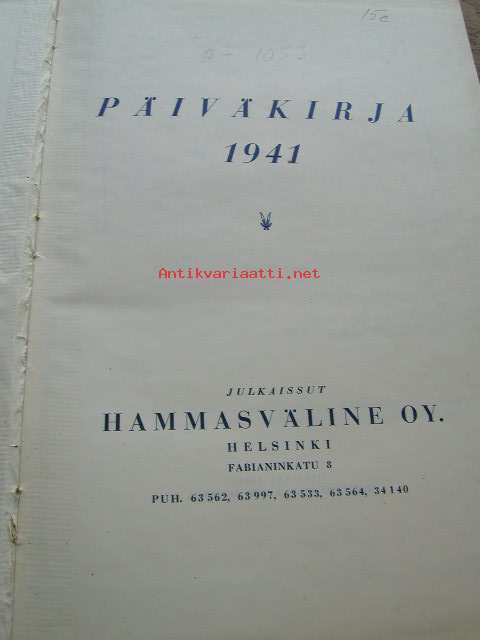 15e
PÄIVÄKIRJA
1941
Antikvariaatti.net
JULKAISSUT
HAMMASVÄLINE OY.
HELSINKI
FABIANINKATU 8
PUH. 63 562, 63 997, 63 533, 63 564, 34 140